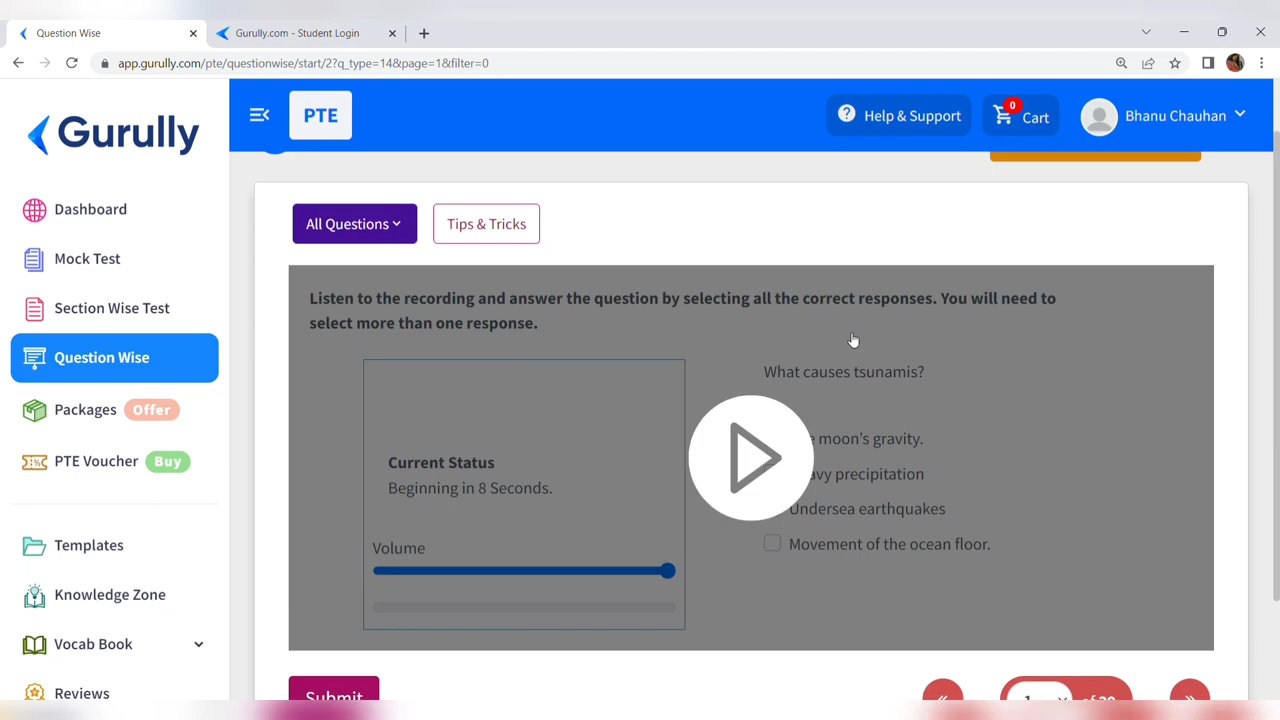 Question Wise
Gurully.com - Student Login
app.gurully.com/pte/questionwise/start/2?q_type=14&page=1&filter=0
Gurully
PTE
Help & Support
0
Cart
Bhanu Chauhan
Dashboard
Mock Test
Section Wise Test
Question Wise
Packages Offer
PTE Voucher Buy
Templates
Knowledge Zone
Vocab Book
Reviews
All Questions
Tips & Tricks
Listen to the recording and answer the question by selecting all the correct responses. You will need to
select more than one response.
Current Status
Beginning in 8 Seconds.
Volume
What causes tsunamis?
moon's gravity.
precipitation
Undersea earthquakes
Movement of the ocean floor.
Submit
1
of 20